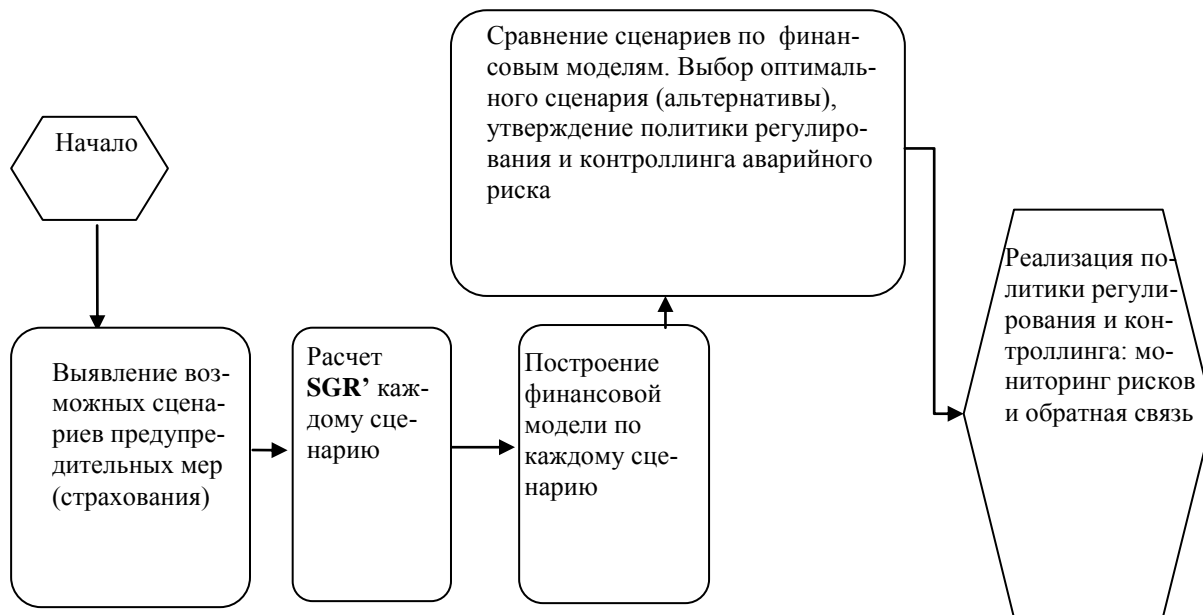 Начало
Выявление воз-
можных сцена-
риев предупре-
дительных мер
(страхования)
Расчет
SGR’ каж-
дому сце-
нарию
Построение
финансовой
модели по
каждому сце-
нарию
Сравнение сценариев по финан-
совым моделям. Выбор оптималь-
ного сценария (альтернативы),
утверждение политики регулиро-
вания и контроллинга аварийного
риска
Реализация по-
литики регули-
рования и кон-
троллинга: мо-
ниторинг рисков
и обратная связь